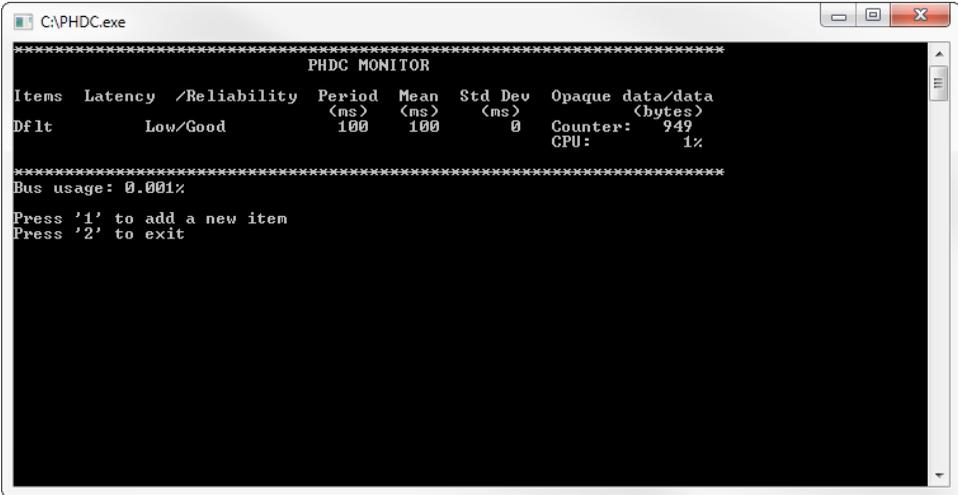 C:\PHDC.exe
**********************************************************************
PHDC MONITOR
Items Latency /Reliability Period Mean Std Dev Opaque data/data
(ms) (ms) (ms) (bytes)
Dflt Low/Good 100 100 0 Counter: 949
CPU: 1%
**********************************************************************
Bus usage: 0.001%
Press '1' to add a new item
Press '2' to exit